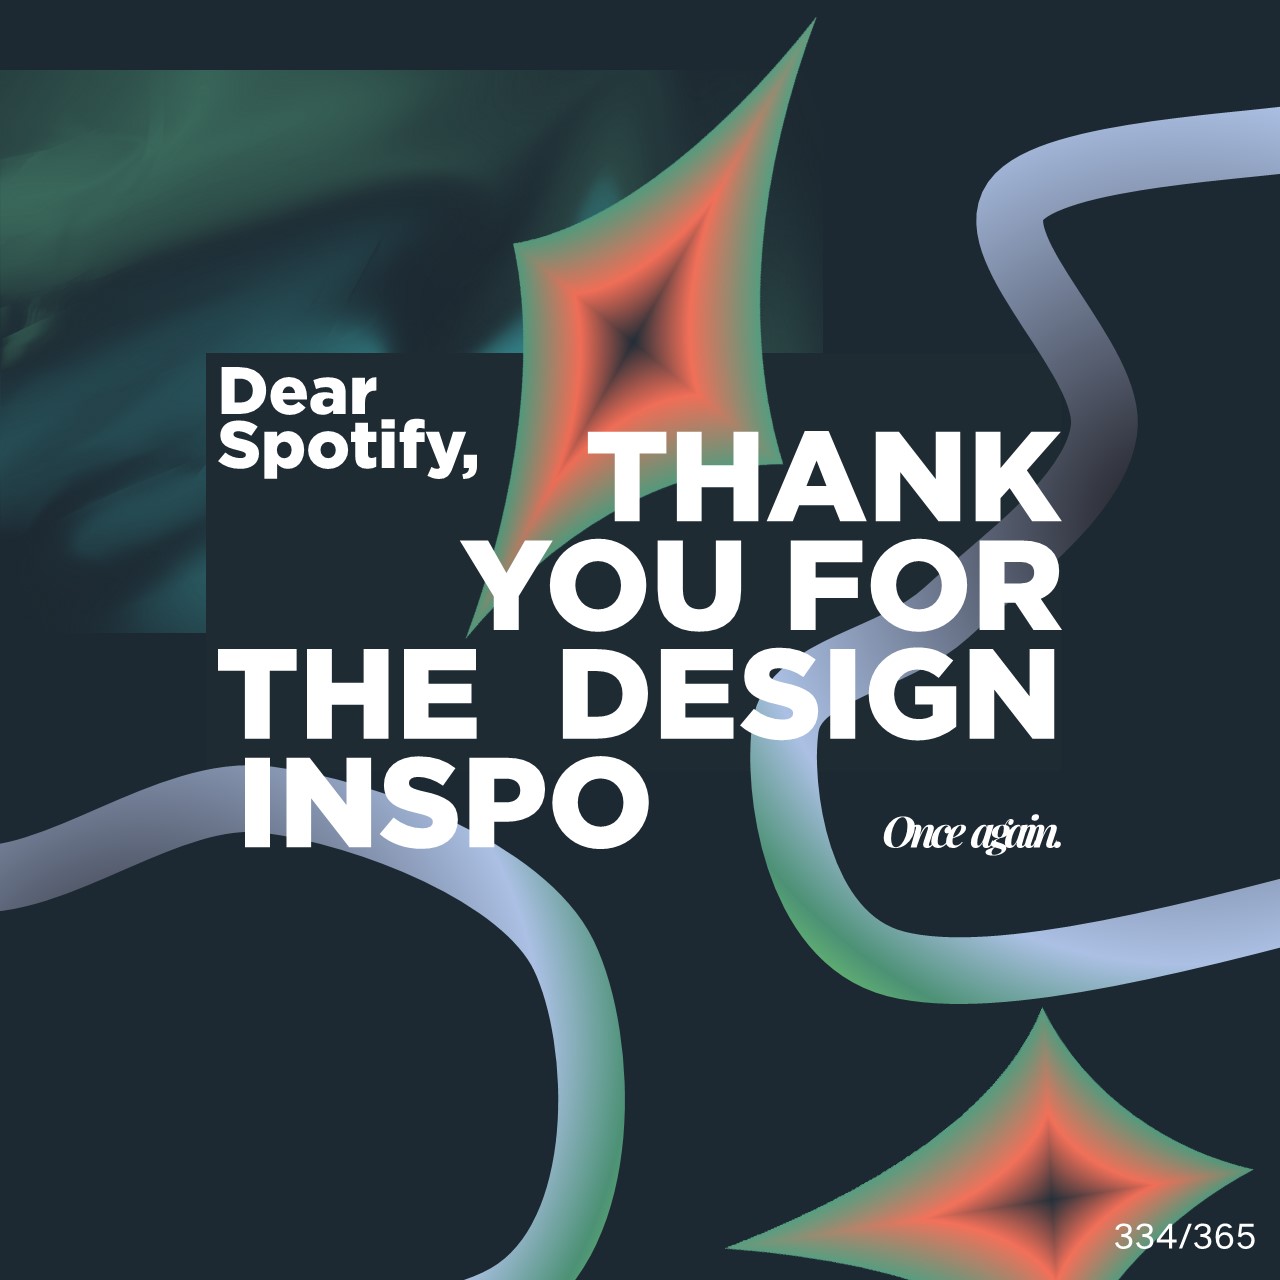 Dear
Spotify,
THANK
YOU FOR
THE DESIGN
INSPO
Once again.
334/365